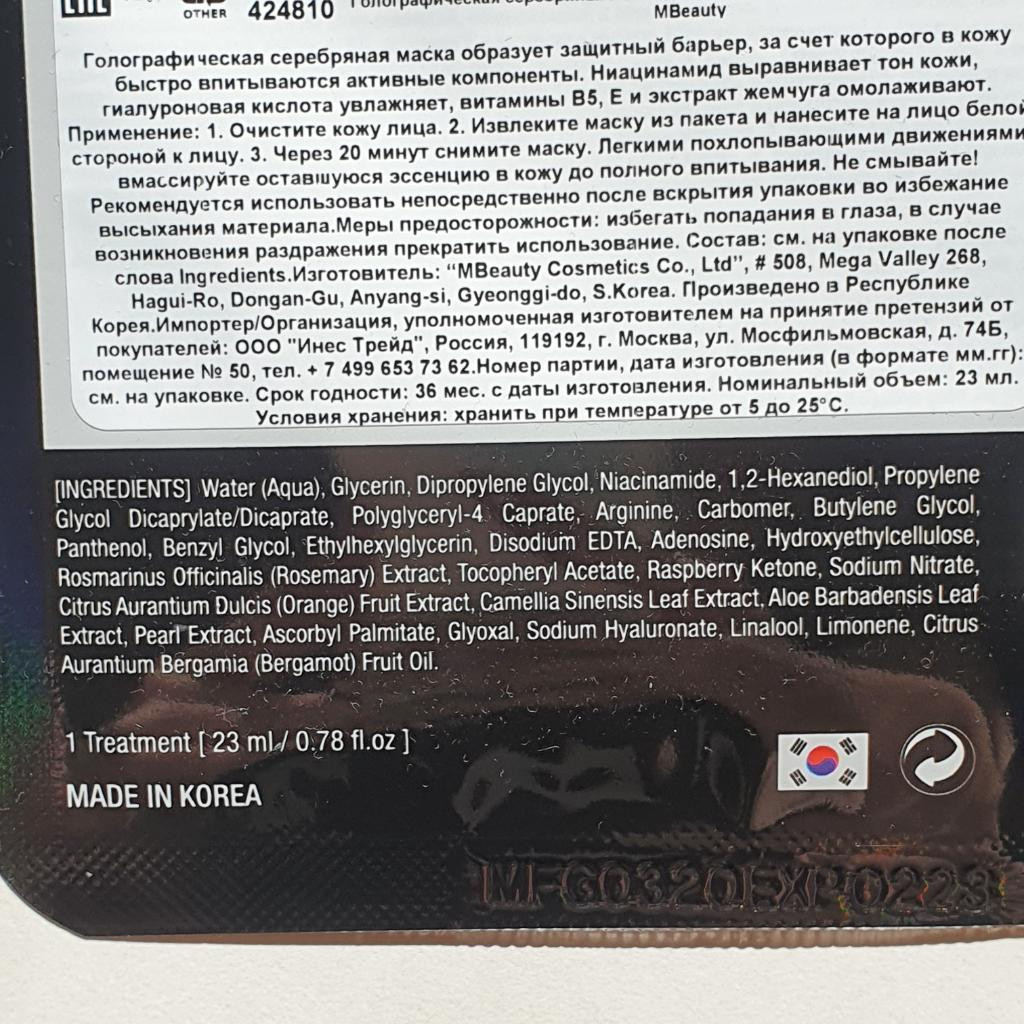 OTHER 424810
MBeauty
Голографическая серебряная маска образует защитный барьер, за счет которого в кожу
быстро впитываются активные компоненты. Ниацинамид выравнивает тон кожи,
гиалуроновая кислота увлажняет, витамины B5, E и экстракт жемчуга омолаживают.
Применение: 1. Очистите кожу лица. 2. Извлеките маску из пакета и нанесите на лицо белой
стороной к лицу. 3. Через 20 минут снимите маску. Легкими похлопывающими движениями
вмассируйте оставшуюся эссенцию в кожу до полного впитывания. Не смывайте!
Рекомендуется использовать непосредственно после вскрытия упаковки во избежание
высыхания материала.Меры предосторожности: избегать попадания в глаза, в случае
возникновения раздражения прекратить использование. Состав: см. на упаковке после
слова Ingredients.Изготовитель: "MBeauty Cosmetics Co., Ltd", # 508, Mega Valley 268,
Hagui-Ro, Dongan-Gu, Anyang-si, Gyeonggi-do, S.Korea. Произведено в Республике
Корея.Импортер/Организация, уполномоченная изготовителем на принятие претензий от
покупателей: ООО "Инес Трейд", Россия, 119192, г. Москва, ул. Мосфильмовская, д. 74Б,
помещение № 50, тел. + 7 499 653 73 62.Номер партии, дата изготовления (в формате мм.гг):
см. на упаковке. Срок годности: 36 мес. с даты изготовления. Номинальный объем: 23 мл.
Условия хранения: хранить при температуре от 5 до 25°C.
[INGREDIENTS] Water (Aqua), Glycerin, Dipropylene Glycol, Niacinamide, 1,2-Hexanediol, Propylene
Glycol Dicaprylate/Dicaprate, Polyglyceryl-4 Caprate, Arginine, Carbomer, Butylene Glycol,
Panthenol, Benzyl Glycol, Ethylhexylglycerin, Disodium EDTA, Adenosine, Hydroxyethylcellulose,
Rosmarinus Officinalis (Rosemary) Extract, Tocopheryl Acetate, Raspberry Ketone, Sodium Nitrate,
Citrus Aurantium Dulcis (Orange) Fruit Extract, Camellia Sinensis Leaf Extract, Aloe Barbadensis Leaf
Extract, Pearl Extract, Ascorbyl Palmitate, Glyoxal, Sodium Hyaluronate, Linalool, Limonene, Citrus
Aurantium Bergamia (Bergamot) Fruit Oil.
1 Treatment [ 23 ml / 0.78 fl.oz ]
MADE IN KOREA
MFG0320EXP0223